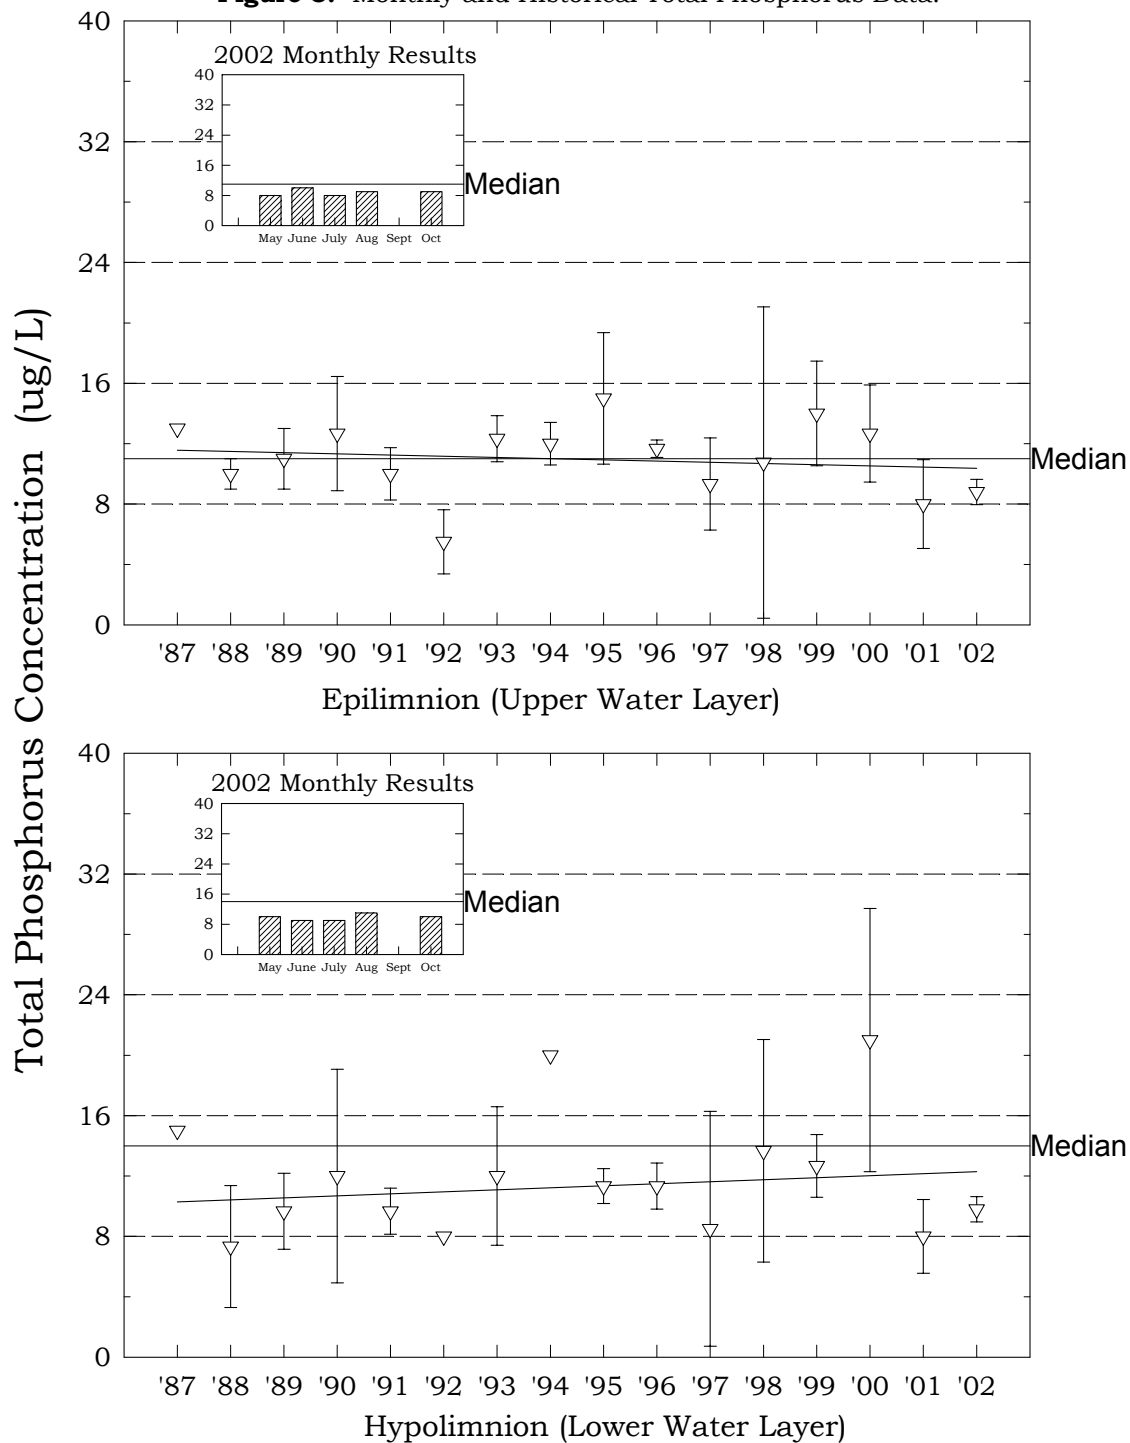 Figure 3. Monthly and Historical Total Phosphorus Data.
Total Phosphorus Concentration (ug/L)
40
32
24
16
8
0
2002 Monthly Results
40
32
24
16
8
0
May June July Aug Sept Oct
Median
Median
'87 '88 '89 '90 '91 '92 '93 '94 '95 '96 '97 '98 '99 '00 '01 '02
Epilimnion (Upper Water Layer)
40
32
24
16
8
0
2002 Monthly Results
40
32
24
16
8
0
May June July Aug Sept Oct
Median
Median
'87 '88 '89 '90 '91 '92 '93 '94 '95 '96 '97 '98 '99 '00 '01 '02
Hypolimnion (Lower Water Layer)